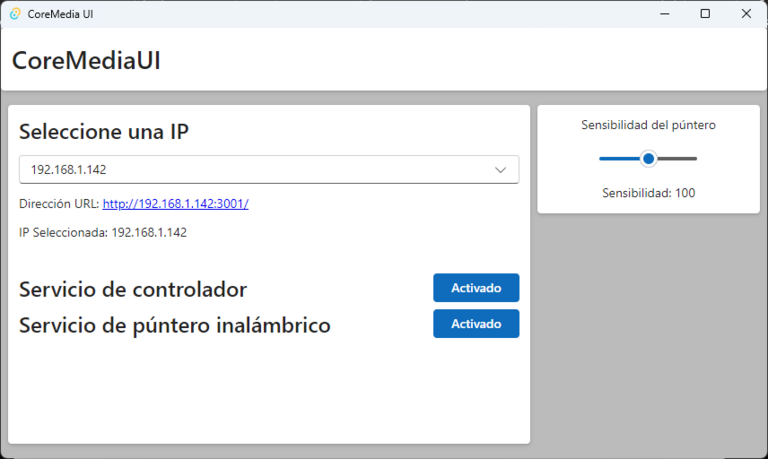 CoreMedia UI
CoreMediaUI
Seleccione una IP
192.168.1.142
Dirección URL: http://192.168.1.142:3001/
IP Seleccionada: 192.168.1.142
Servicio de controlador
Activado
Servicio de púntero inalámbrico
Activado
Sensibilidad del púntero
Sensibilidad: 100